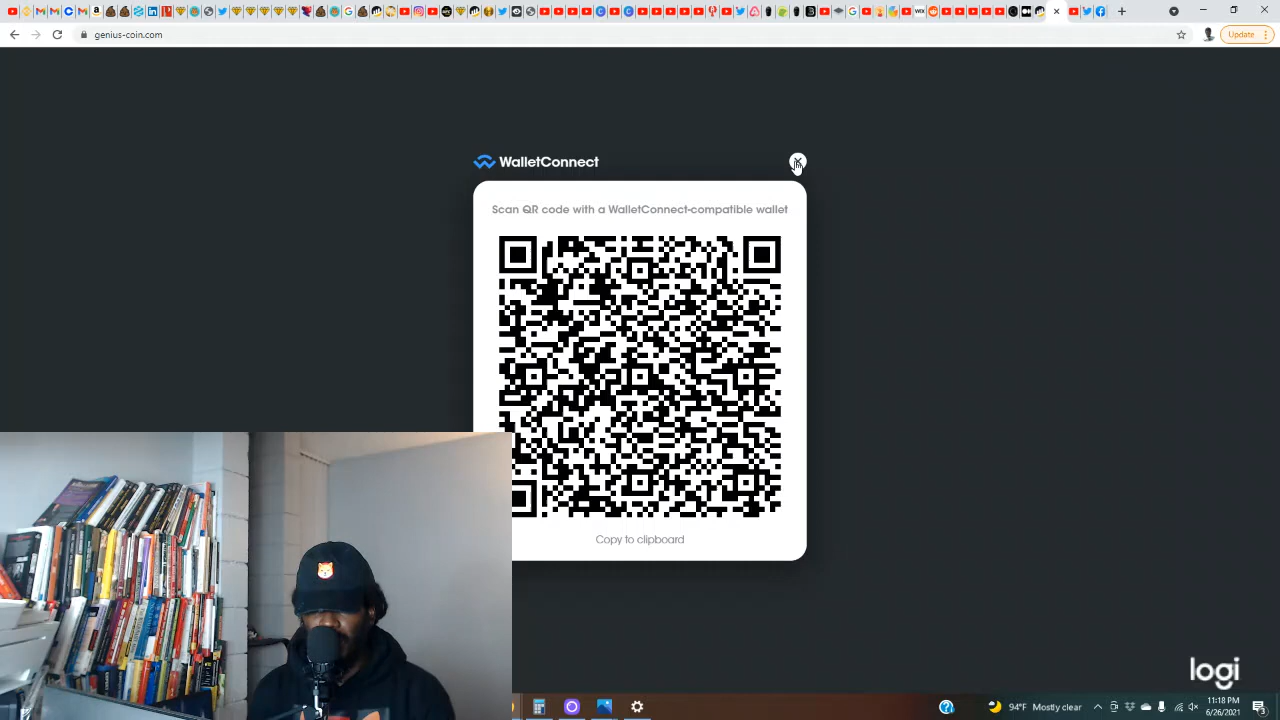 genius-coin.com
Update
WalletConnect
Scan QR code with a WalletConnect-compatible wallet
Copy to clipboard
logi
94°F Mostly clear
11:18 PM
6/26/2021